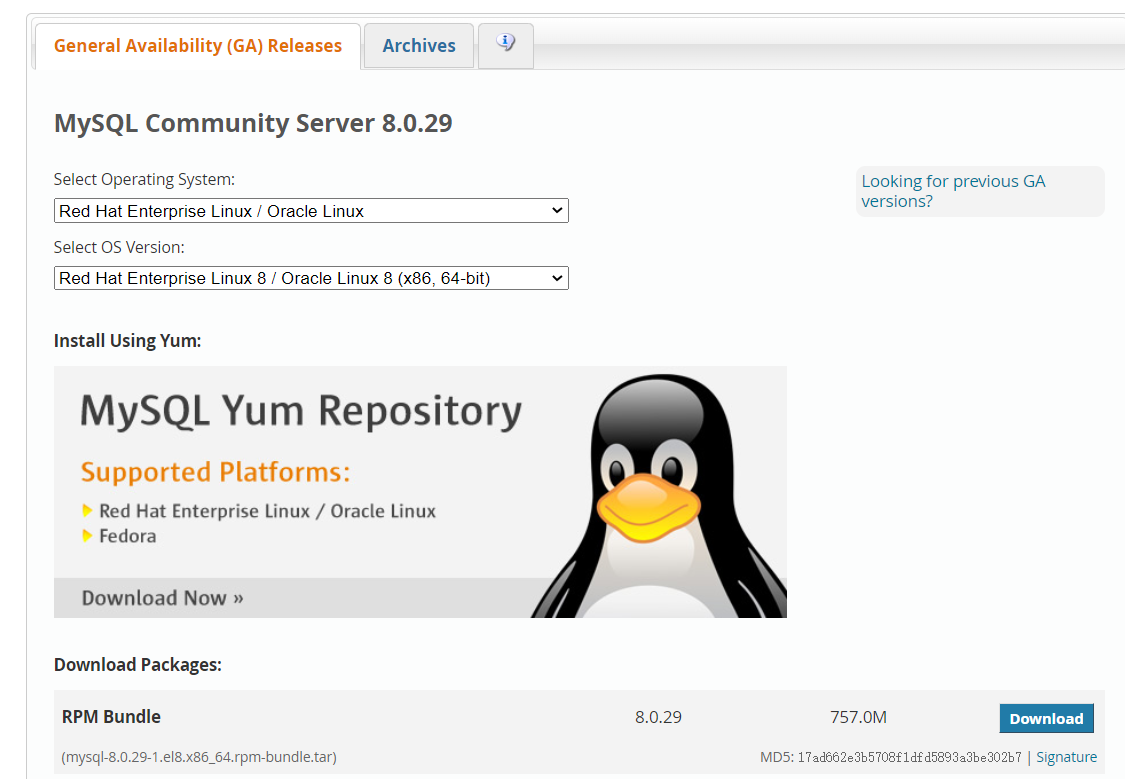 General Availability (GA) Releases
Archives
MySQL Community Server 8.0.29
Select Operating System:
Looking for previous GA
versions?
Red Hat Enterprise Linux / Oracle Linux
Select OS Version:
Red Hat Enterprise Linux 8 / Oracle Linux 8 (x86, 64-bit)
Install Using Yum:
MySQL Yum Repository
Supported Platforms:
Red Hat Enterprise Linux / Oracle Linux
Fedora
Download Now »
Download Packages:
RPM Bundle 8.0.29 757.0M Download
(mysql-8.0.29-1.el8.x86_64.rpm-bundle.tar) MD5: 17ad662e3b5708f1dfd5893a3be302b7 | Signature